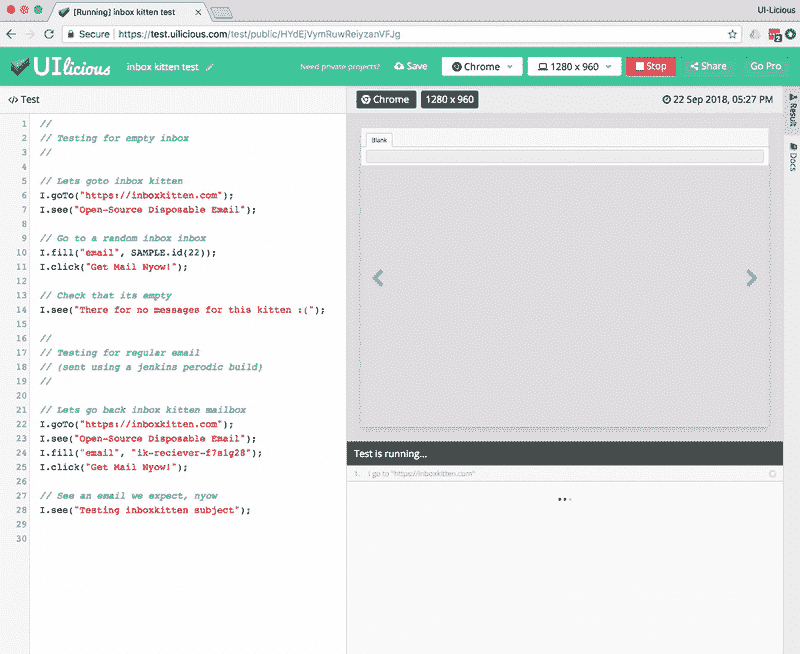 [Running] inbox kitten test
UI-Licious
Secure
https://test.uilicious.com/test/public/HYdEjVymRuwReiyzanVFJg
2
UIlicious
inbox kitten test
Need private projects?
Save
Chrome
1280 x 960
Stop
Share
Go Pro
</> Test
Chrome
1280 x 960
22 Sep 2018, 05:27 PM
Result
Docs
Blank
1 //
2 // Testing for empty inbox
3 //
4
5 // Lets goto inbox kitten
6 I.goTo("https://inboxkitten.com");
7 I.see("Open-Source Disposable Email");
8
9 // Go to a random inbox inbox
10 I.fill("email", SAMPLE.id(22));
11 I.click("Get Mail Nyow!");
12
13 // Check that its empty
14 I.see("There for no messages for this kitten :(");
15
16 //
17 // Testing for regular email
18 // (sent using a jenkins perodic build)
19 //
20
21 // Lets go back inbox kitten mailbox
22 I.goTo("https://inboxkitten.com");
23 I.see("Open-Source Disposable Email");
24 I.fill("email", "ik-reciever-f7s1g28");
25 I.click("Get Mail Nyow!");
26
27 // See an email we expect, nyow
28 I.see("Testing inboxkitten subject");
29
30
Test is running...
1. I go to "https://inboxkitten.com"